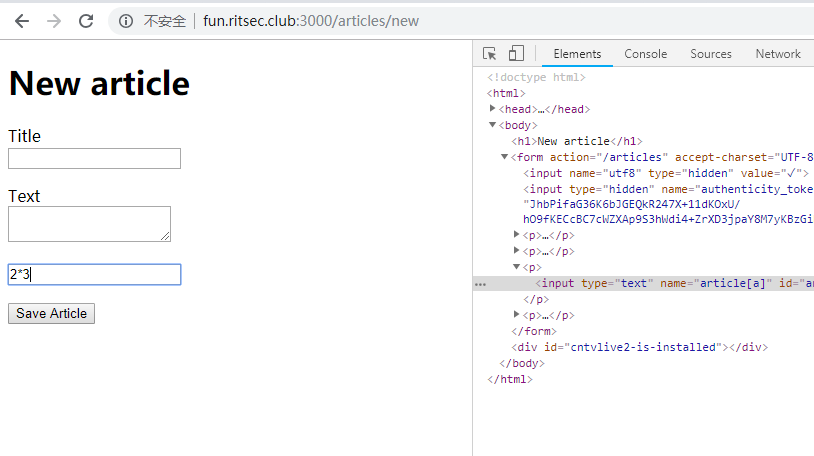 不安全 fun.ritsec.club:3000/articles/new
Elements Console Sources Network
New article
Title
Text
2*3
Save Article
<!doctype html>
<html>
<head>…</head>
<body>
<h1>New article</h1>
<form action="/articles" accept-charset="UTF-8
<input name="utf8" type="hidden" value="✓">
<input type="hidden" name="authenticity_toke
"JhbPifaG36K6bJGEQkR247X+11dKOxU/
hO9fKECcBC7cWZXAp9S3hWdi4+ZrXD3jpaY8M7yKBzGi
<p>…</p>
<p>…</p>
<p>
… <input type="text" name="article[a]" id="ar
</p>
<p>…</p>
</form>
<div id="cntvlive2-is-installed"></div>
</body>
</html>